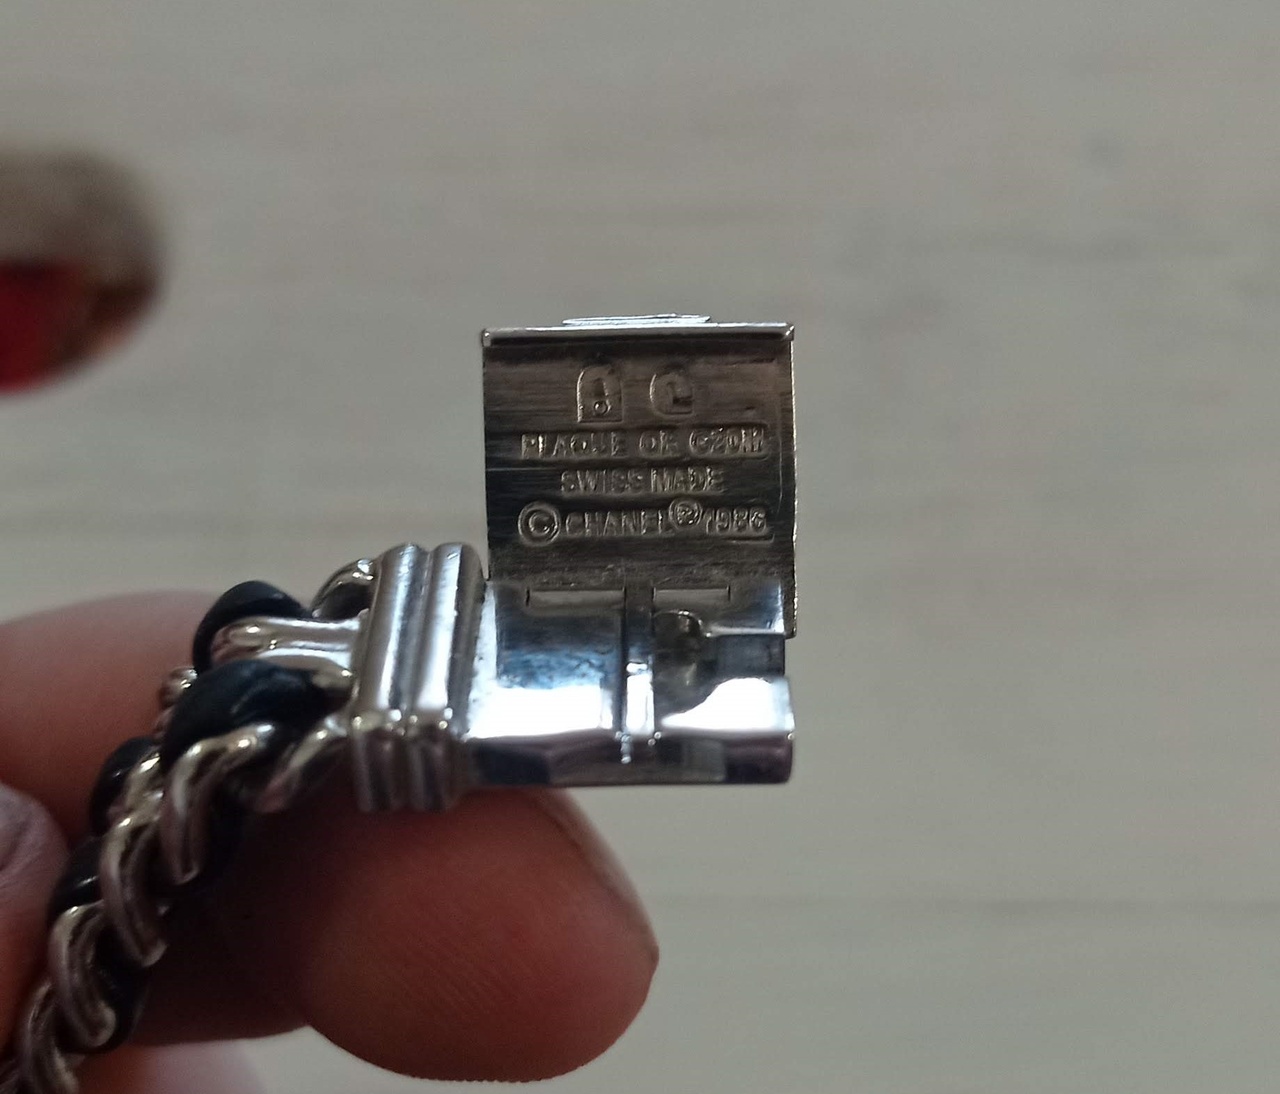 PLAQUE OR G20M
SWISS MADE
© CHANEL ® 1986